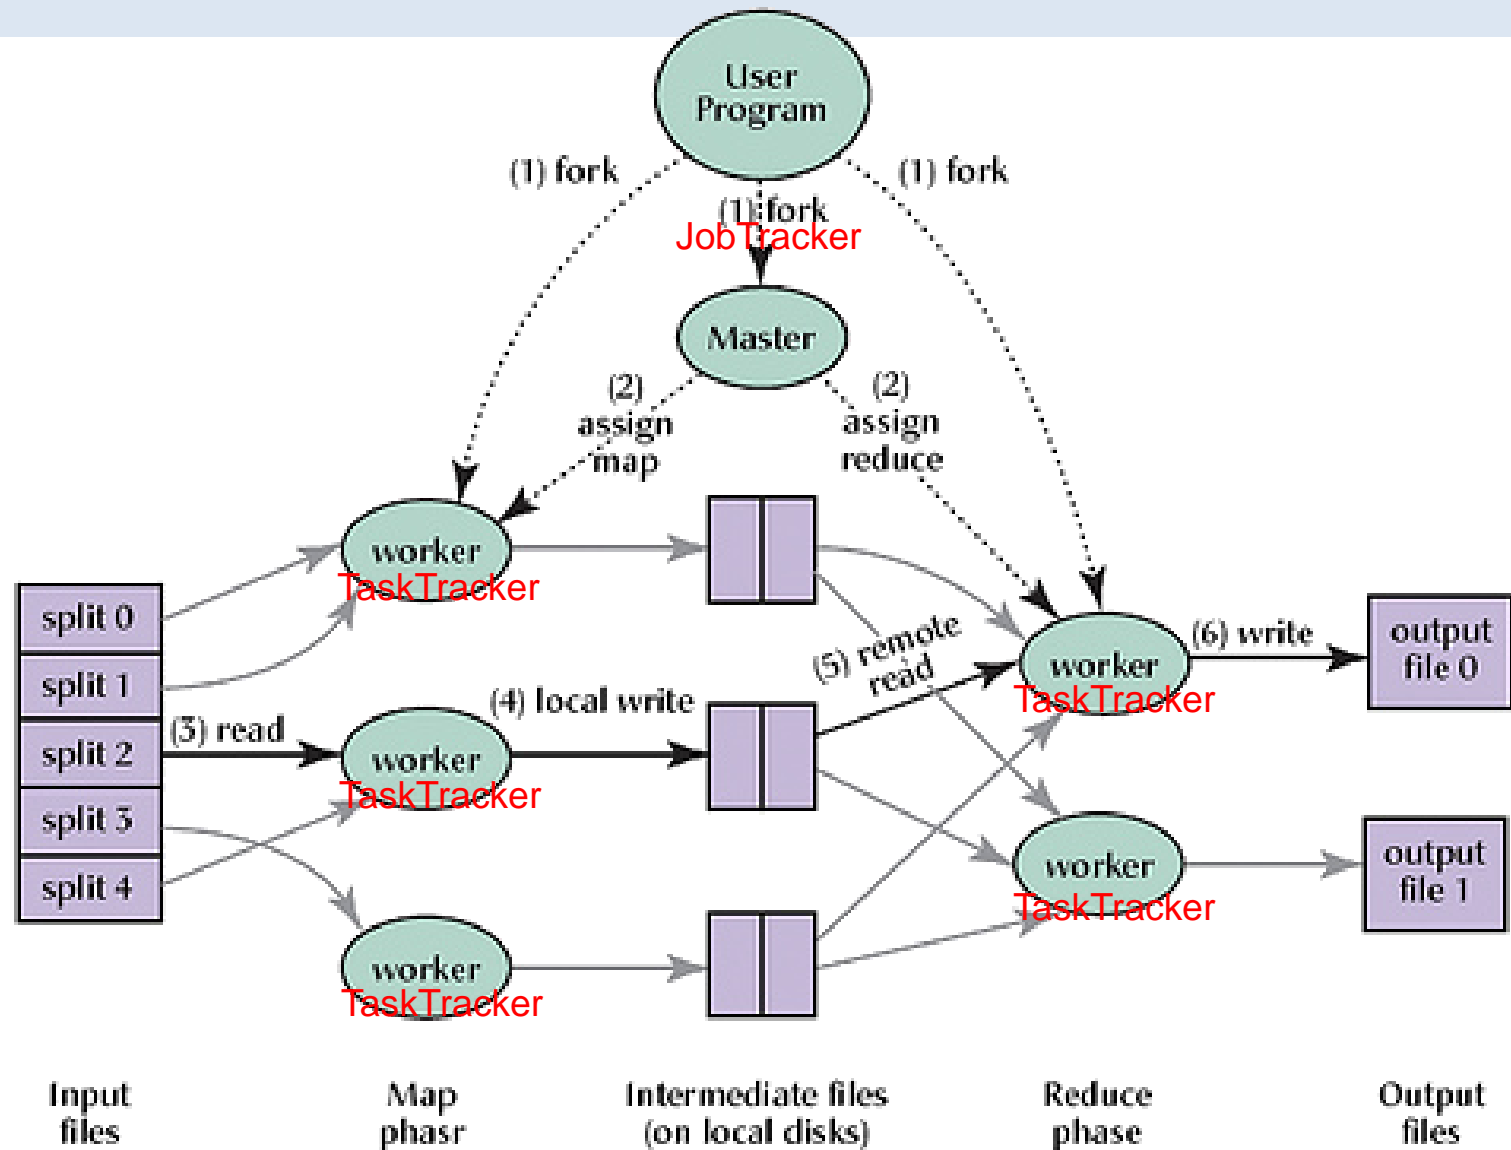 User
Program
(1) fork
(1) fork
(1) fork
JobTracker
Master
(2)
assign
map
(2)
assign
reduce
worker
TaskTracker
split 0
split 1
split 2
split 3
split 4
(3) read
worker
TaskTracker
(4) local write
worker
TaskTracker
(5) remote
read
worker
TaskTracker
(6) write
output
file 0
worker
TaskTracker
output
file 1
Input
files
Map
phasr
Intermediate files
(on local disks)
Reduce
phase
Output
files